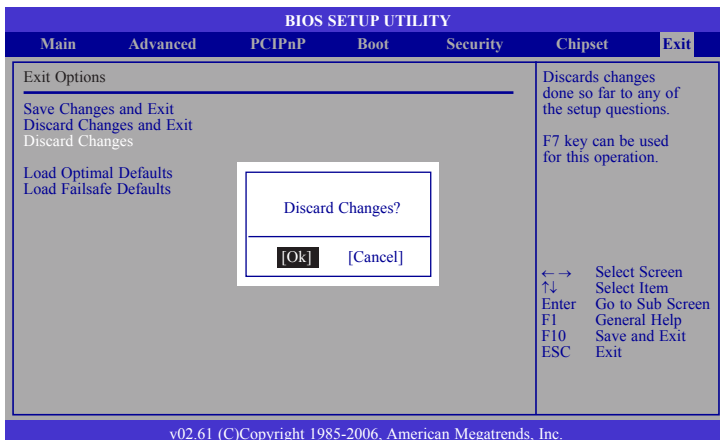 BIOS SETUP UTILITY
Main Advanced PCIPnP Boot Security Chipset Exit
Exit Options
Save Changes and Exit
Discard Changes and Exit
Discard Changes
Load Optimal Defaults
Load Failsafe Defaults
Discard Changes?
[Ok] [Cancel]
Discards changes
done so far to any of
the setup questions.
F7 key can be used
for this operation.
←→ Select Screen
↑↓ Select Item
Enter Go to Sub Screen
F1 General Help
F10 Save and Exit
ESC Exit
v02.61 (C)Copyright 1985-2006, American Megatrends, Inc.